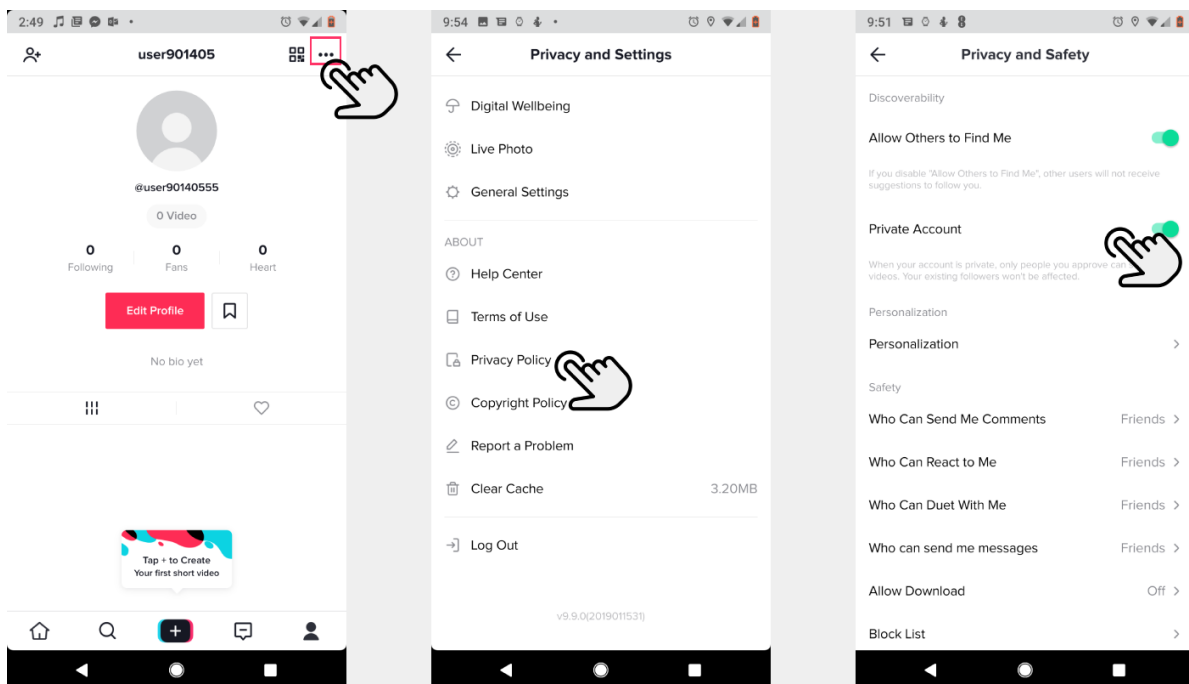 2:49
user901405
@user90140555
0 Video
0 0 0
Following Fans Heart
Edit Profile
No bio yet
Tap + to Create
Your first short video
9:54
Privacy and Settings
Digital Wellbeing
Live Photo
General Settings
ABOUT
Help Center
Terms of Use
Privacy Policy
Copyright Policy
Report a Problem
Clear Cache 3.20MB
Log Out
v9.9.0(2019011531)
9:51
Privacy and Safety
Discoverability
Allow Others to Find Me
If you disable "Allow Others to Find Me", other users will not receive
suggestions to follow you.
Private Account
When your account is private, only people you approve can
videos. Your existing followers won't be affected.
Personalization
Personalization
Safety
Who Can Send Me Comments Friends
Who Can React to Me Friends
Who Can Duet With Me Friends
Who can send me messages Friends
Allow Download Off
Block List